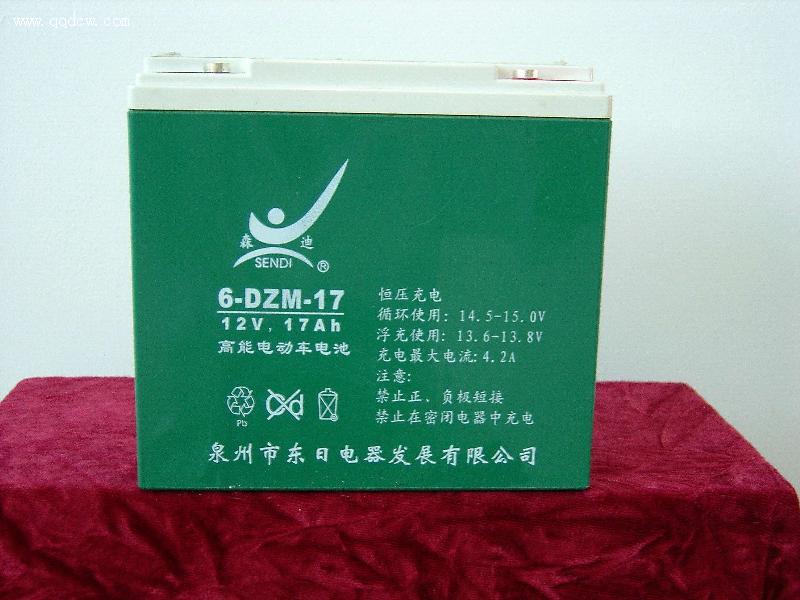 www.qqdcw.com
森 迪
SENDI ®
6-DZM-17
12V, 17Ah
高能电动车电池
Pb
Cd
恒压充电
循环使用: 14.5-15.0V
浮充使用: 13.6-13.8V
充电最大电流: 4.2A
注意:
禁止正、负极短接
禁止在密闭电器中充电
泉州市东日电器发展有限公司